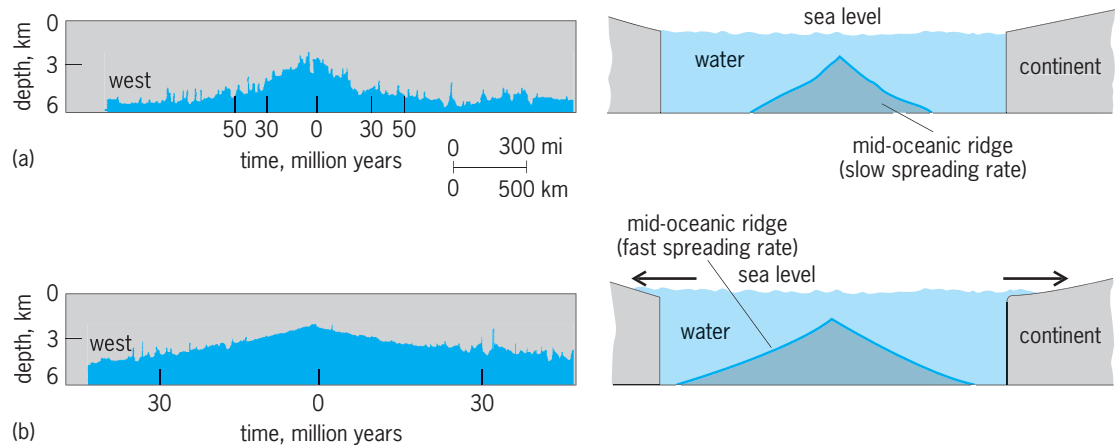 depth, km
0
3
6
west
50 30 0 30 50
time, million years
(a)
0 300 mi
0 500 km
sea level
water
continent
mid-oceanic ridge
(slow spreading rate)
depth, km
0
3
6
west
30 0 30
time, million years
(b)
mid-oceanic ridge
(fast spreading rate)
sea level
water
continent